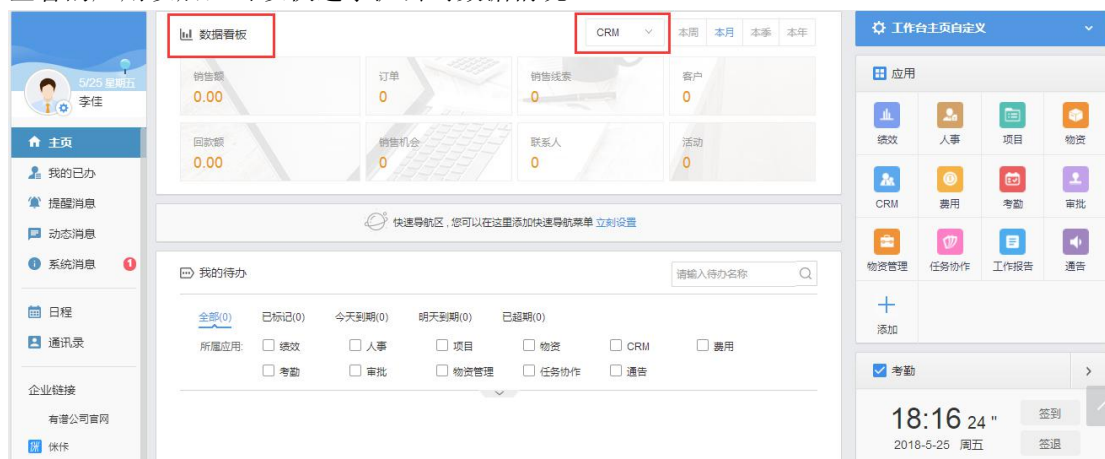 数据看板
CRM
本周 本月 本季 本年
销售额
0.00
订单
0
销售线索
0
客户
0
回款额
0.00
销售机会
0
联系人
0
活动
0
快速导航区，您可以在这里添加快速导航菜单 立刻设置
我的待办
请输入待办名称
全部(0) 已标记(0) 今天到期(0) 明天到期(0) 已超期(0)
所属应用: 绩效 人事 项目 物资 CRM 费用
考勤 审批 物资管理 任务协作 通告
5/25 星期五
李佳
主页
我的已办
提醒消息
动态消息
系统消息 1
日程
通讯录
企业链接
有谱公司官网
侎佧
工作台主页自定义
应用
绩效 人事 项目 物资
CRM 费用 考勤 审批
物资管理 任务协作 工作报告 通告
添加
考勤
18:16 24 "
签到
2018-5-25 周五
签退